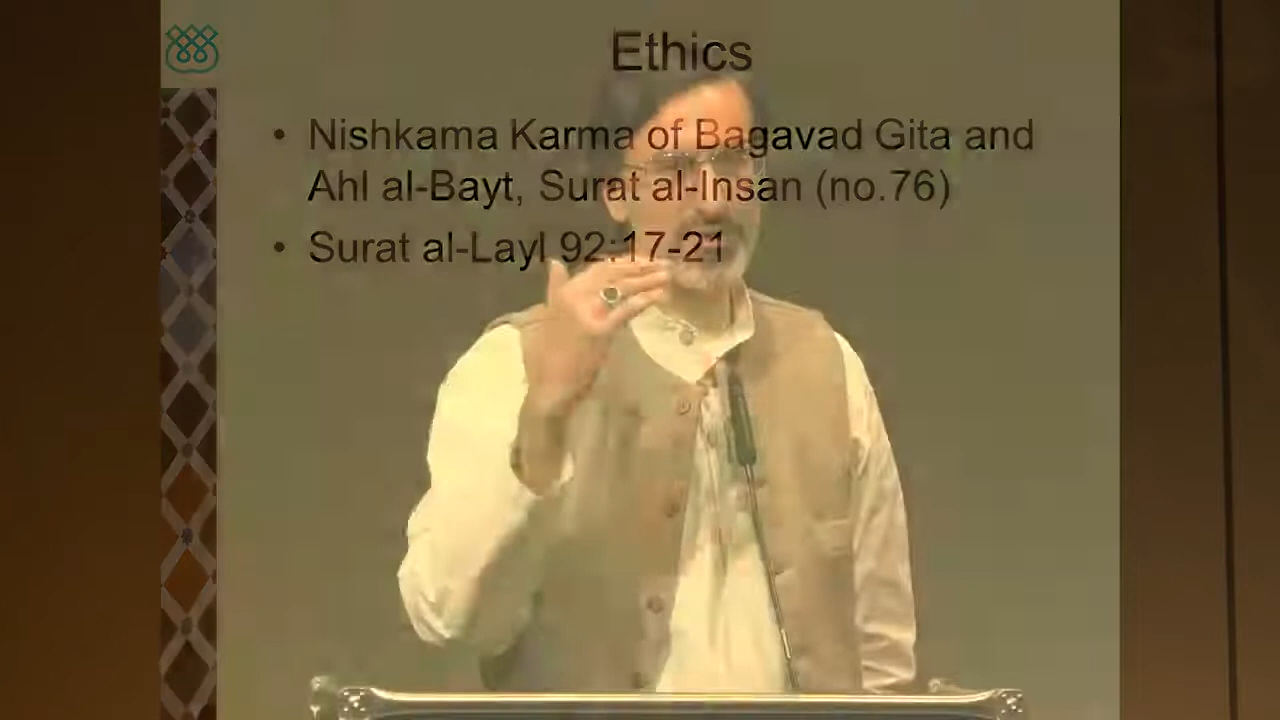 Ethics
• Nishkama Karma of Bagavad Gita and
Ahl al-Bayt, Surat al-Insan (no.76)
• Surat al-Layl 92:17-21